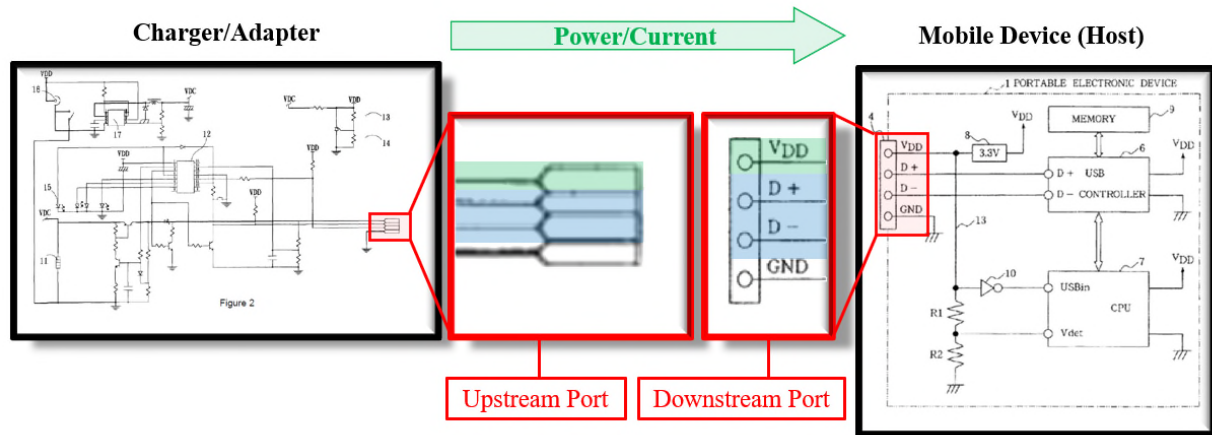 Charger/Adapter
Power/Current
Mobile Device (Host)
VDD
16
17
VDC
VDC
VDD
13
14
12
VDD
VDD
15
VDD
VDC
11
Figure 2
VDD
D +
D −
GND
Upstream Port
Downstream Port
1 PORTABLE ELECTRONIC DEVICE
4
VDD
D +
D −
GND
8
3.3V
VDD
MEMORY
9
6
D + USB
D − CONTROLLER
VDD
13
10
7
USBin
CPU
Vdet
VDD
R1
R2